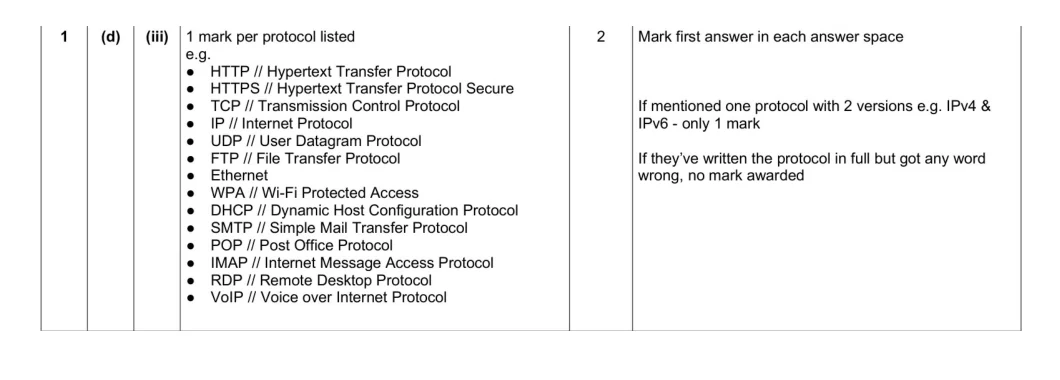 1 (d) (iii) 1 mark per protocol listed 2 Mark first answer in each answer space
e.g.
● HTTP // Hypertext Transfer Protocol
● HTTPS // Hypertext Transfer Protocol Secure
● TCP // Transmission Control Protocol If mentioned one protocol with 2 versions e.g. IPv4 &
● IP // Internet Protocol IPv6 - only 1 mark
● UDP // User Datagram Protocol
● FTP // File Transfer Protocol If they've written the protocol in full but got any word
● Ethernet wrong, no mark awarded
● WPA // Wi-Fi Protected Access
● DHCP // Dynamic Host Configuration Protocol
● SMTP // Simple Mail Transfer Protocol
● POP // Post Office Protocol
● IMAP // Internet Message Access Protocol
● RDP // Remote Desktop Protocol
● VoIP // Voice over Internet Protocol